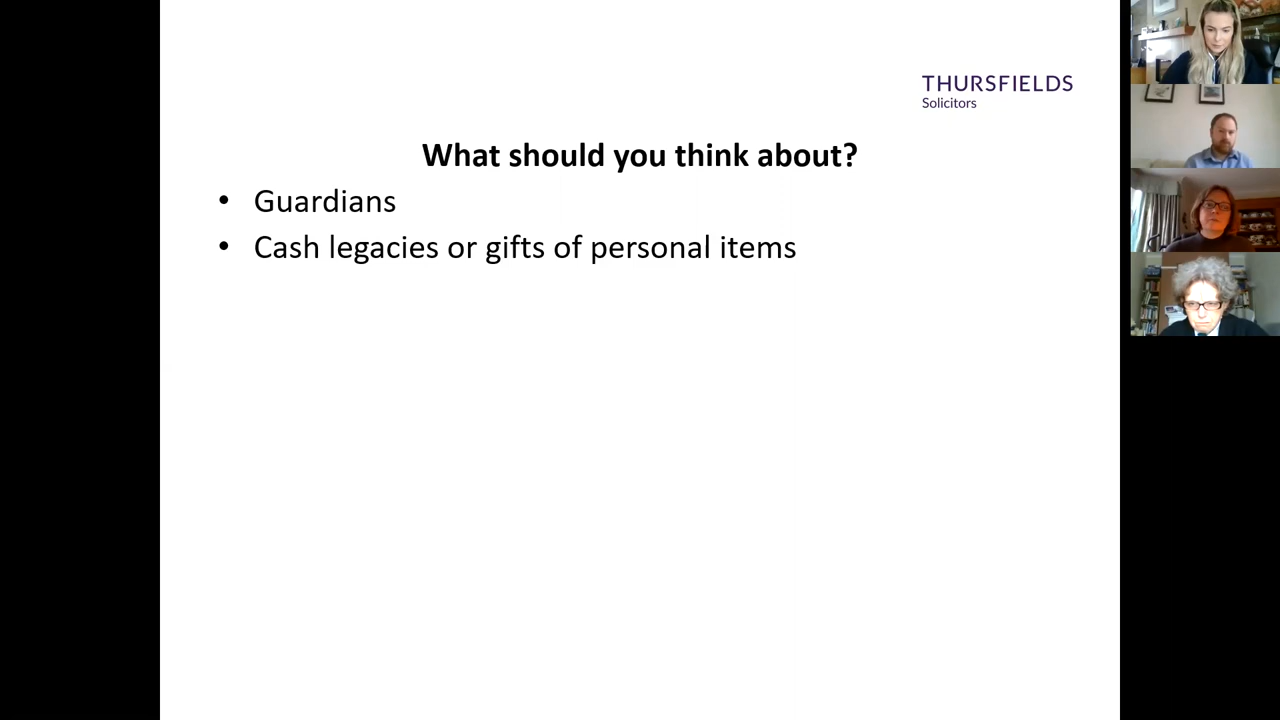 THURSFIELDS
Solicitors
What should you think about?
• Guardians
• Cash legacies or gifts of personal items